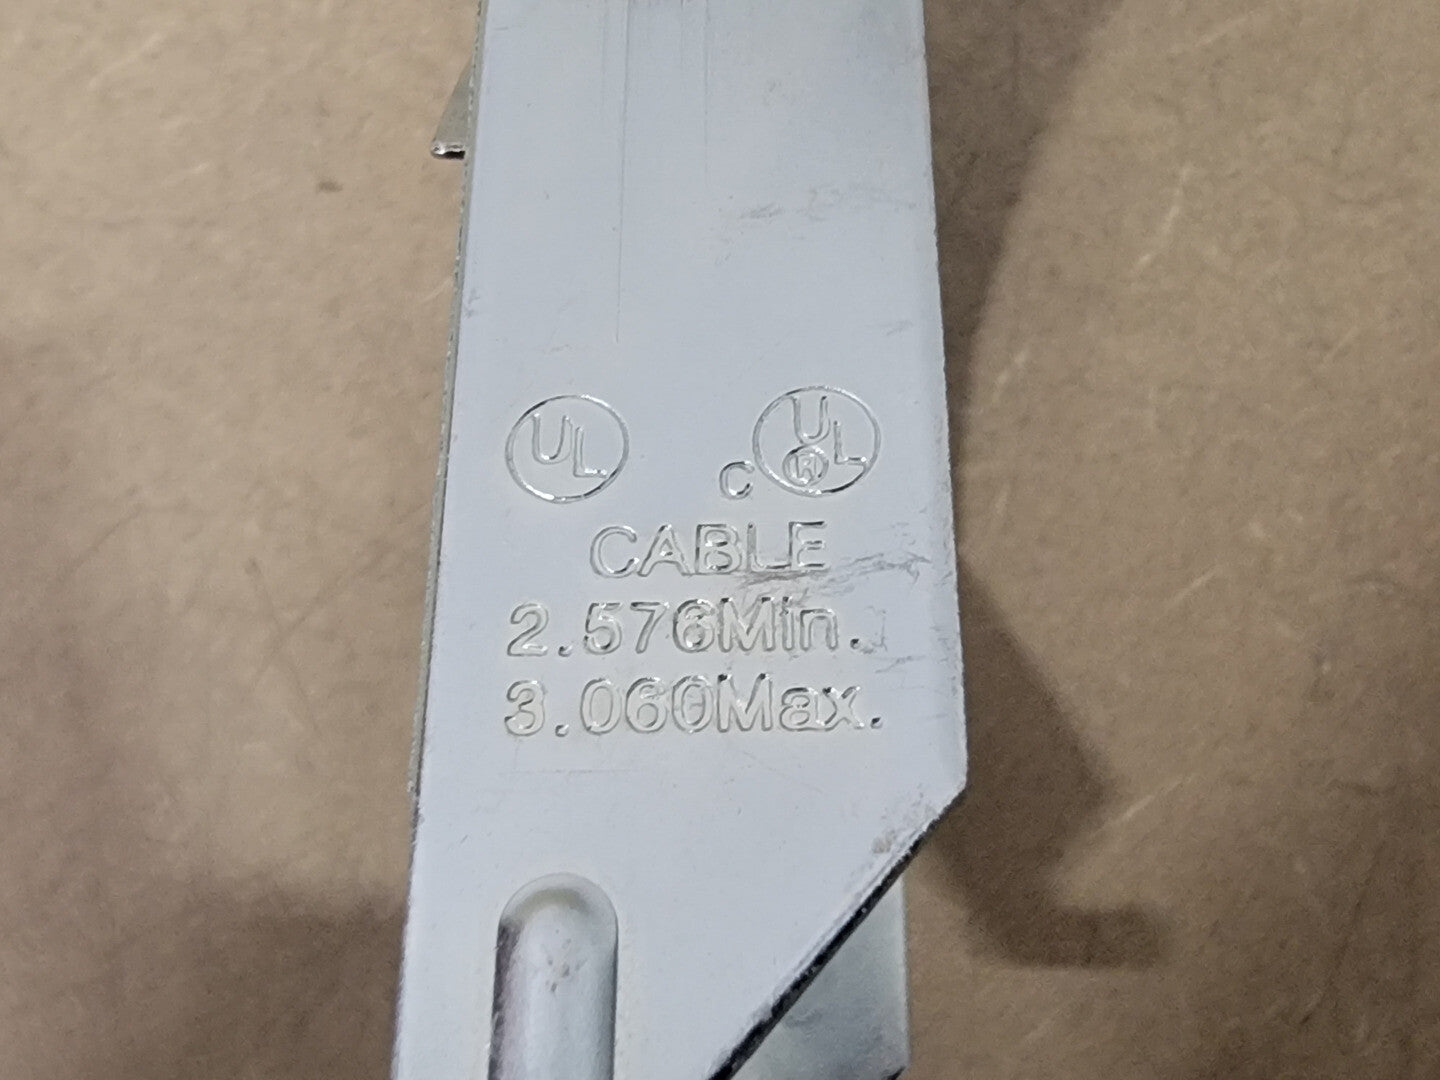 UL C UL R
CABLE
2.576Min.
3.060Max.